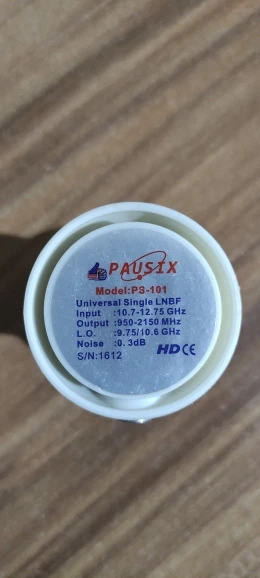 PAUSIX
Model:PS-101
Universal Single LNBF
Input :10.7-12.75 GHz
Output :950-2150 MHz
L.O. :9.75/10.6 GHz
Noise :0.3dB
S/N:1612
HD CE